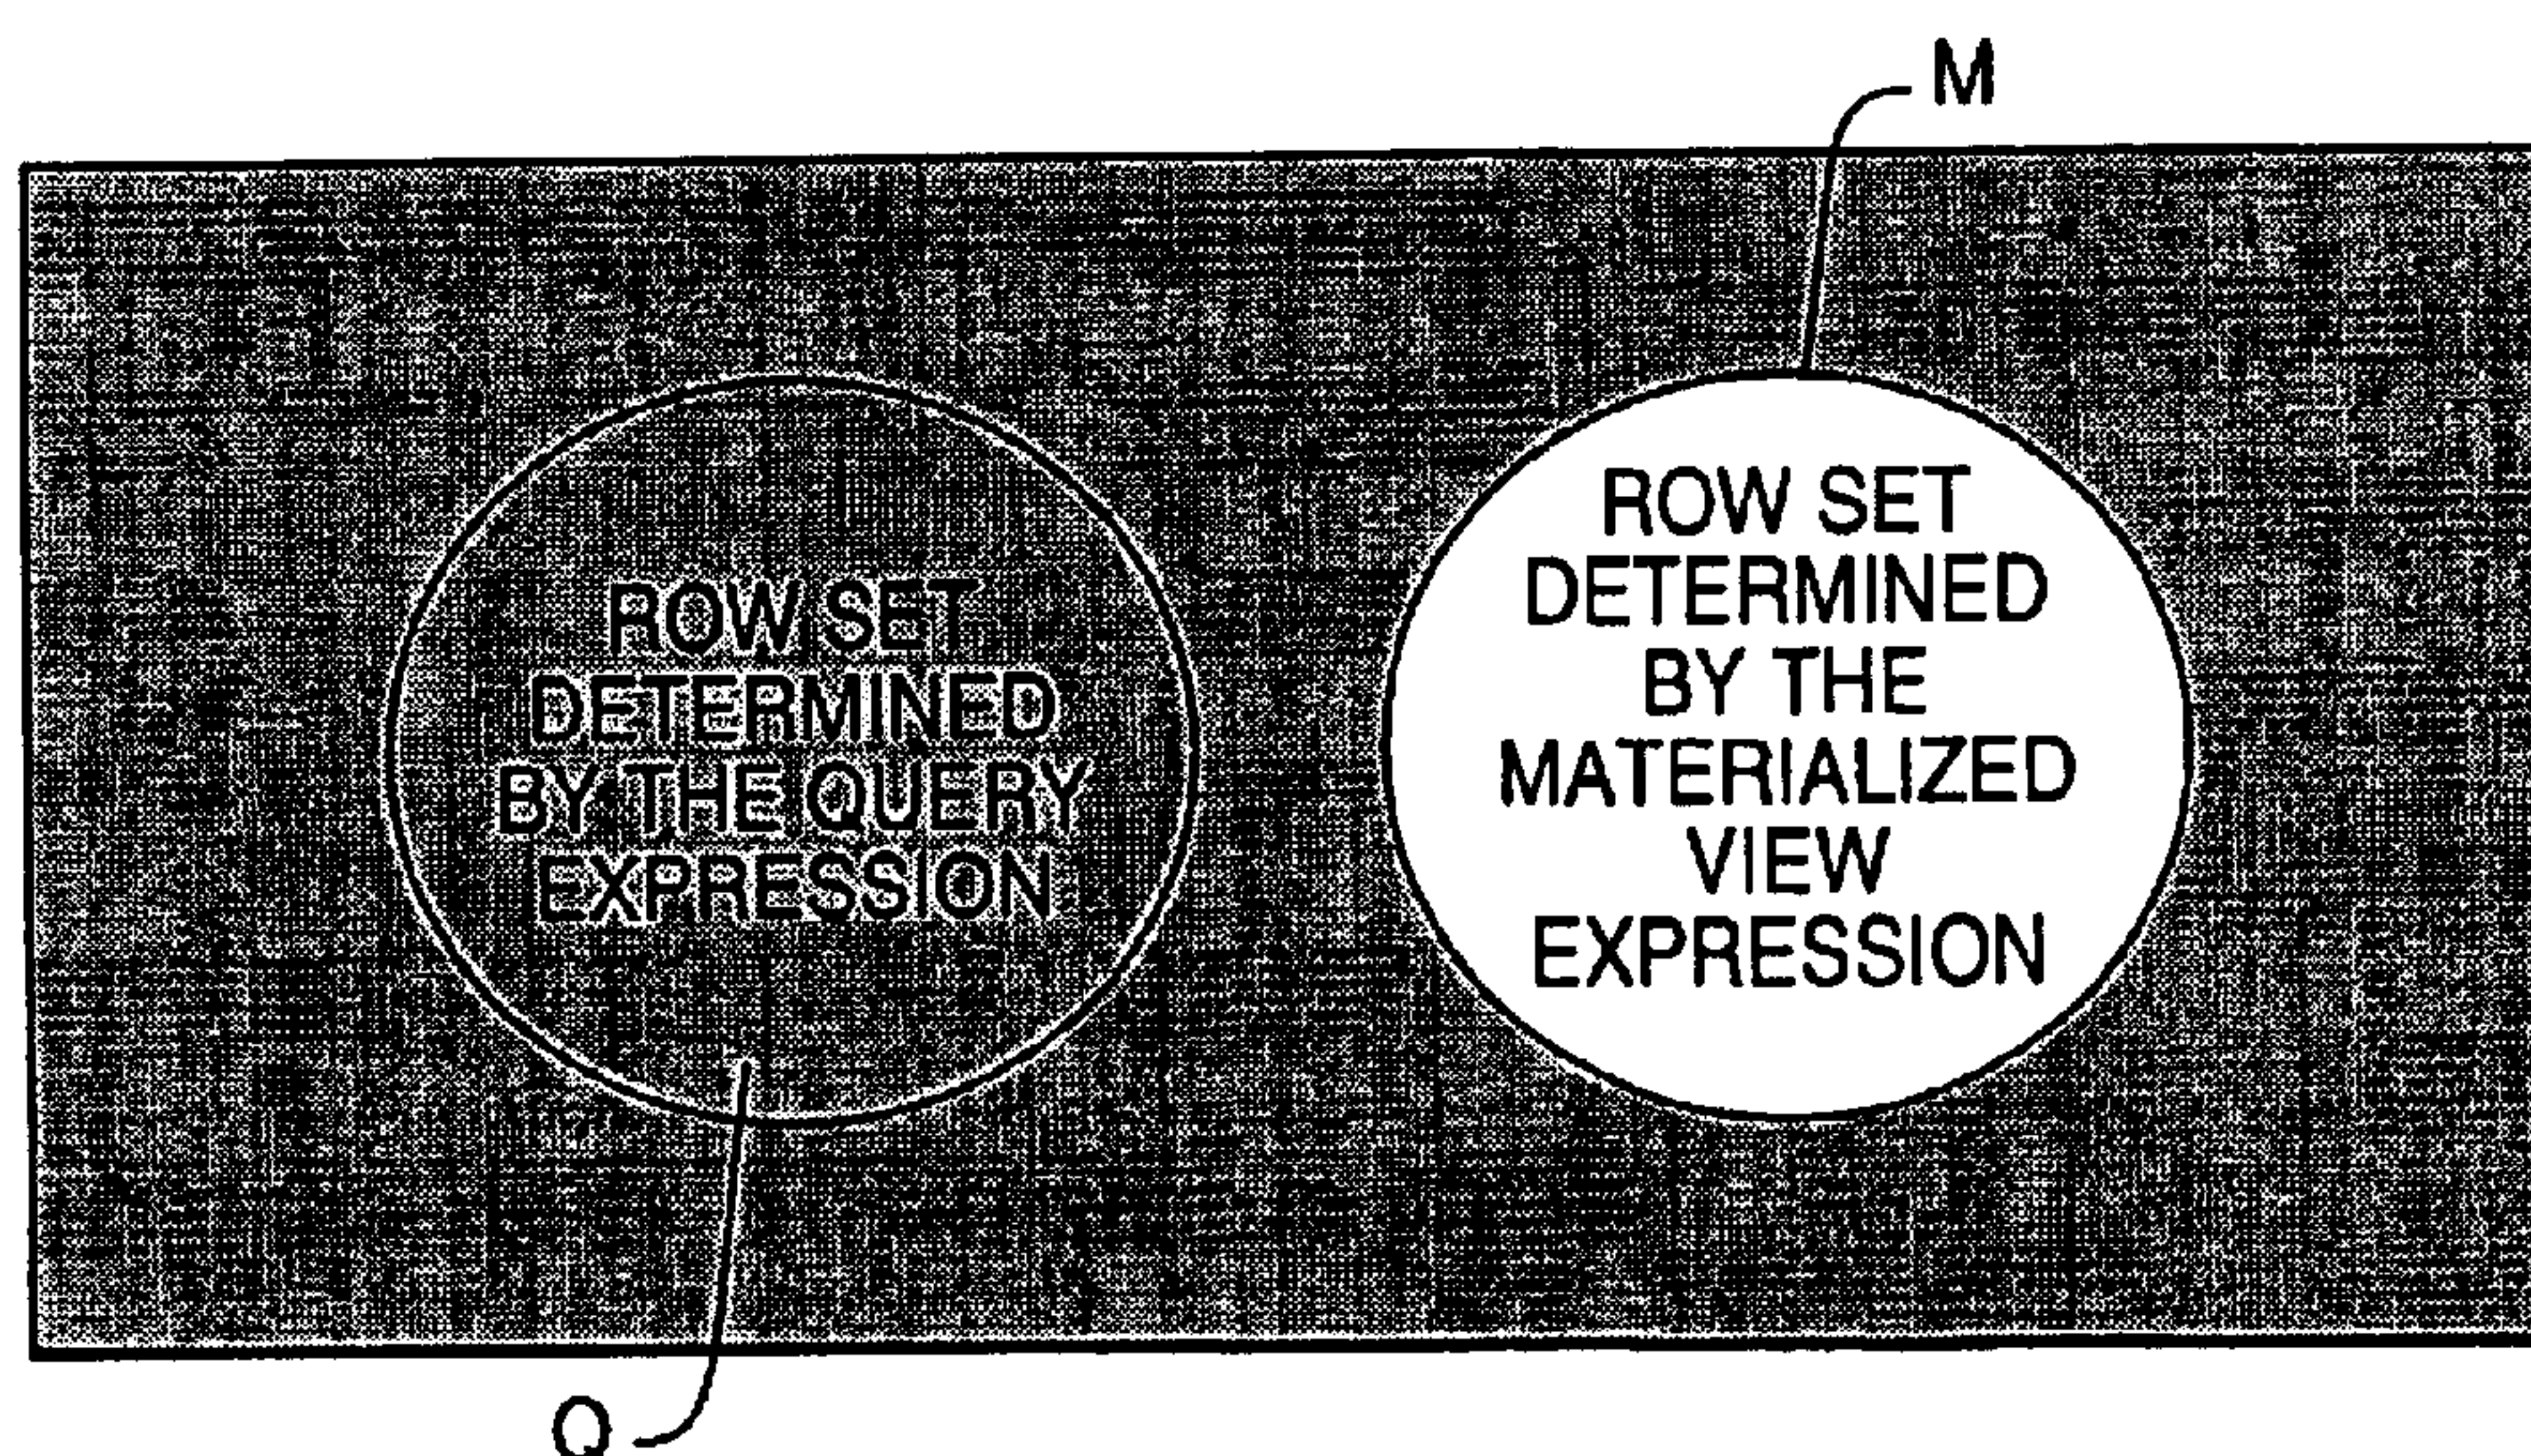 M
ROW SET
DETERMINED
BY THE QUERY
EXPRESSION
ROW SET
DETERMINED
BY THE
MATERIALIZED
VIEW
EXPRESSION
Q